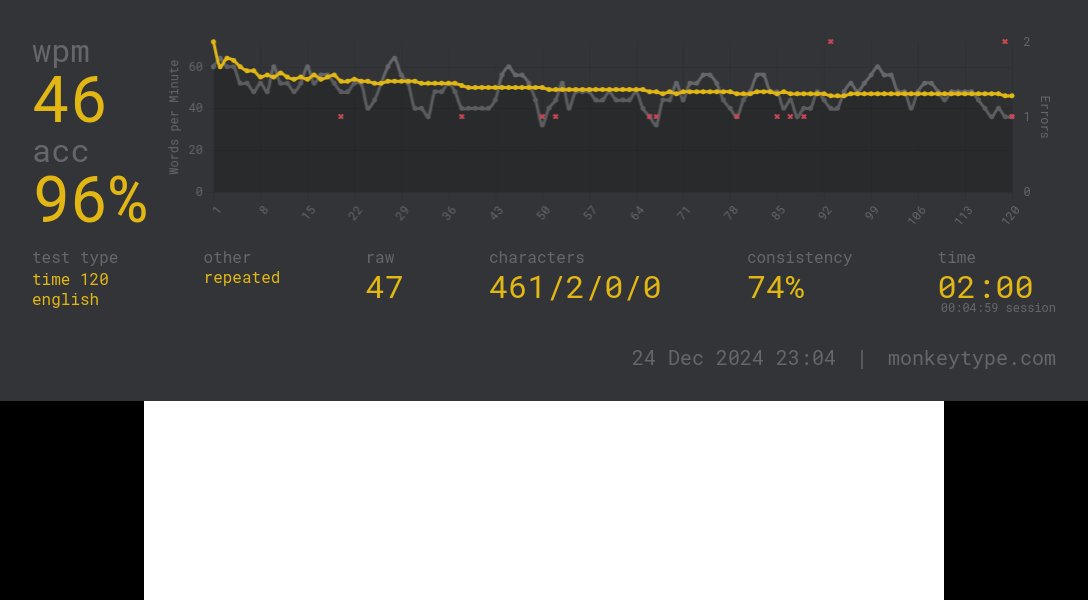 wpm
46
acc
96%
Words per Minute
60
40
20
0
2
1
0
Errors
1 8 15 22 29 36 43 50 57 64 71 78 85 92 99 106 113 120
test type
time 120
english
other
repeated
raw
47
characters
461/2/0/0
consistency
74%
time
02:00
00:04:59 session
24 Dec 2024 23:04 | monkeytype.com